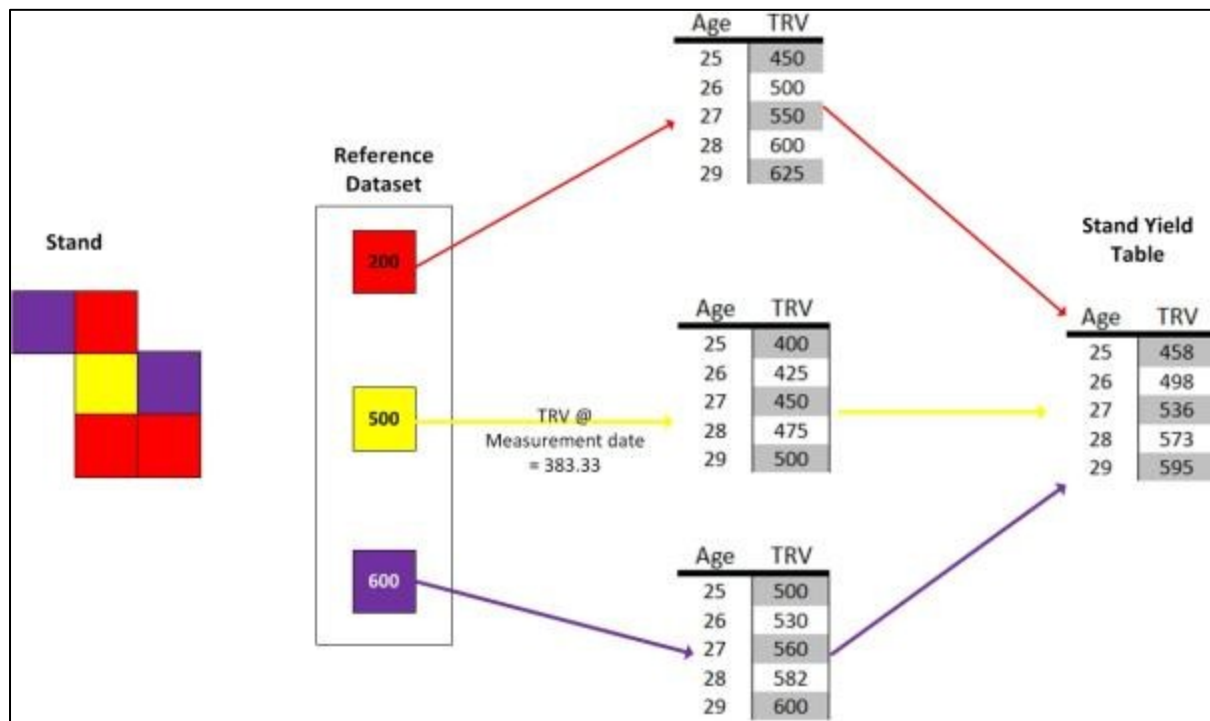 Stand
Reference
Dataset
200
500
600
TRV @
Measurement date
= 383.33
Age TRV
25 450
26 500
27 550
28 600
29 625
Age TRV
25 400
26 425
27 450
28 475
29 500
Age TRV
25 500
26 530
27 560
28 582
29 600
Stand Yield
Table
Age TRV
25 458
26 498
27 536
28 573
29 595